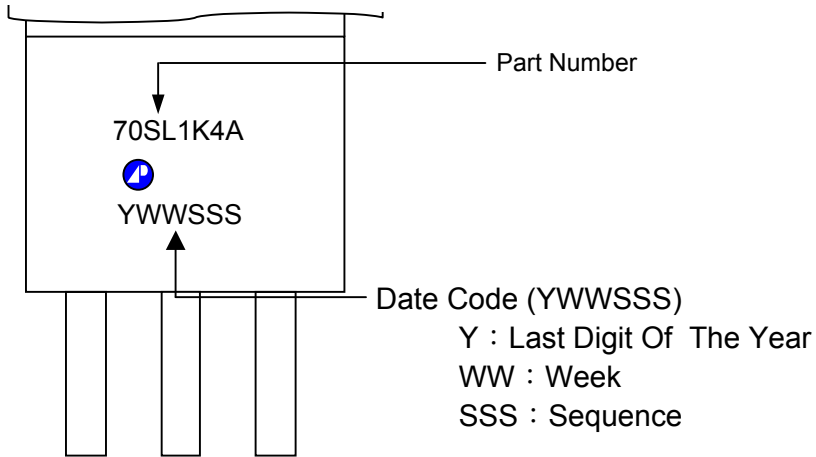 Part Number
70SL1K4A
YWWSSS
Date Code (YWWSSS)
Y：Last Digit Of The Year
WW：Week
SSS：Sequence